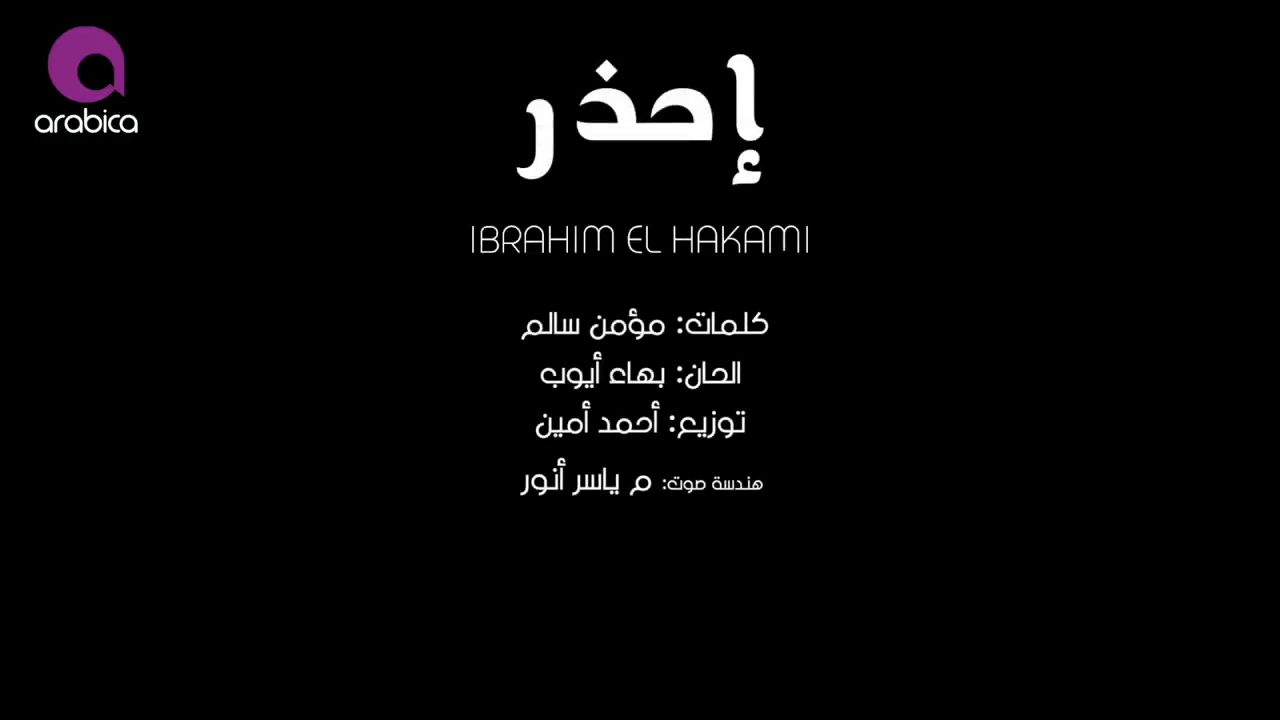 arabica
إحذر
IBRAHIM EL HAKAMI
كلمات: مؤمن سالم
الحان: بهاء أيوب
توزيع: أحمد أمين
هندسة صوت: م ياسر أنور